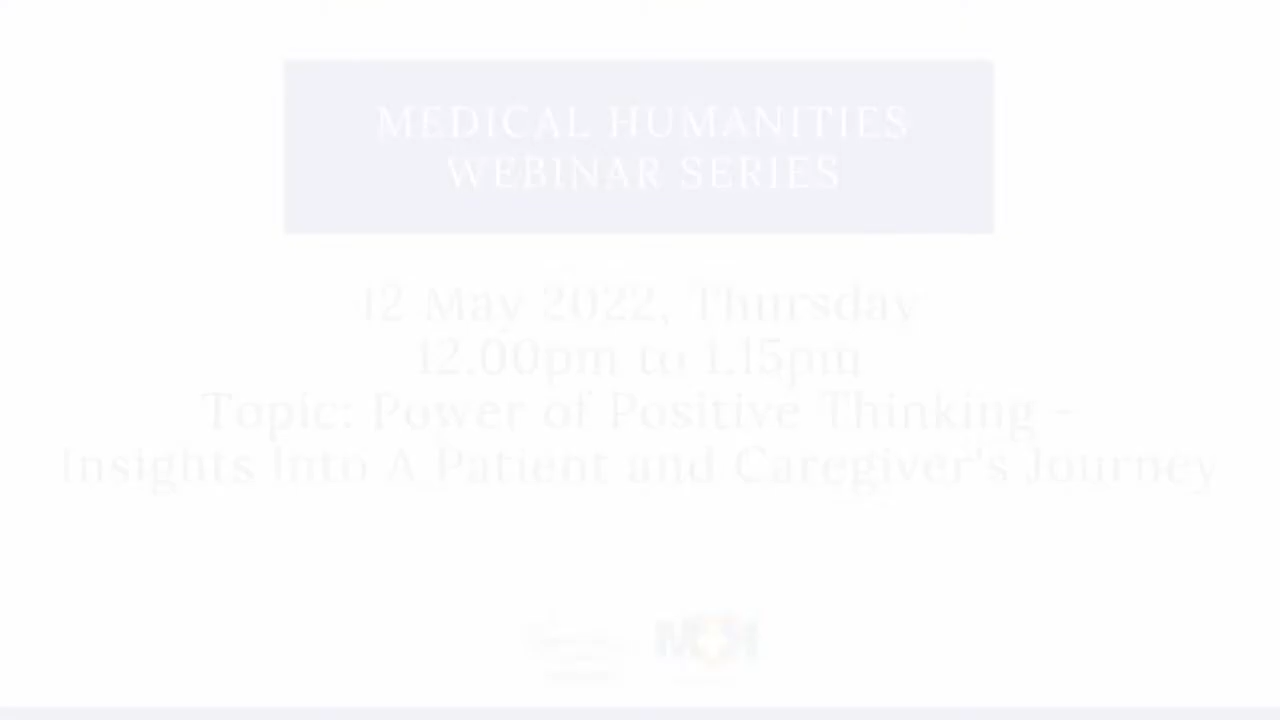 MEDICAL HUMANITIES
WEBINAR SERIES
12 May 2022, Thursday
12.00pm to 1.15pm
Topic: Power of Positive Thinking -
Insights Into A Patient and Caregiver's Journey